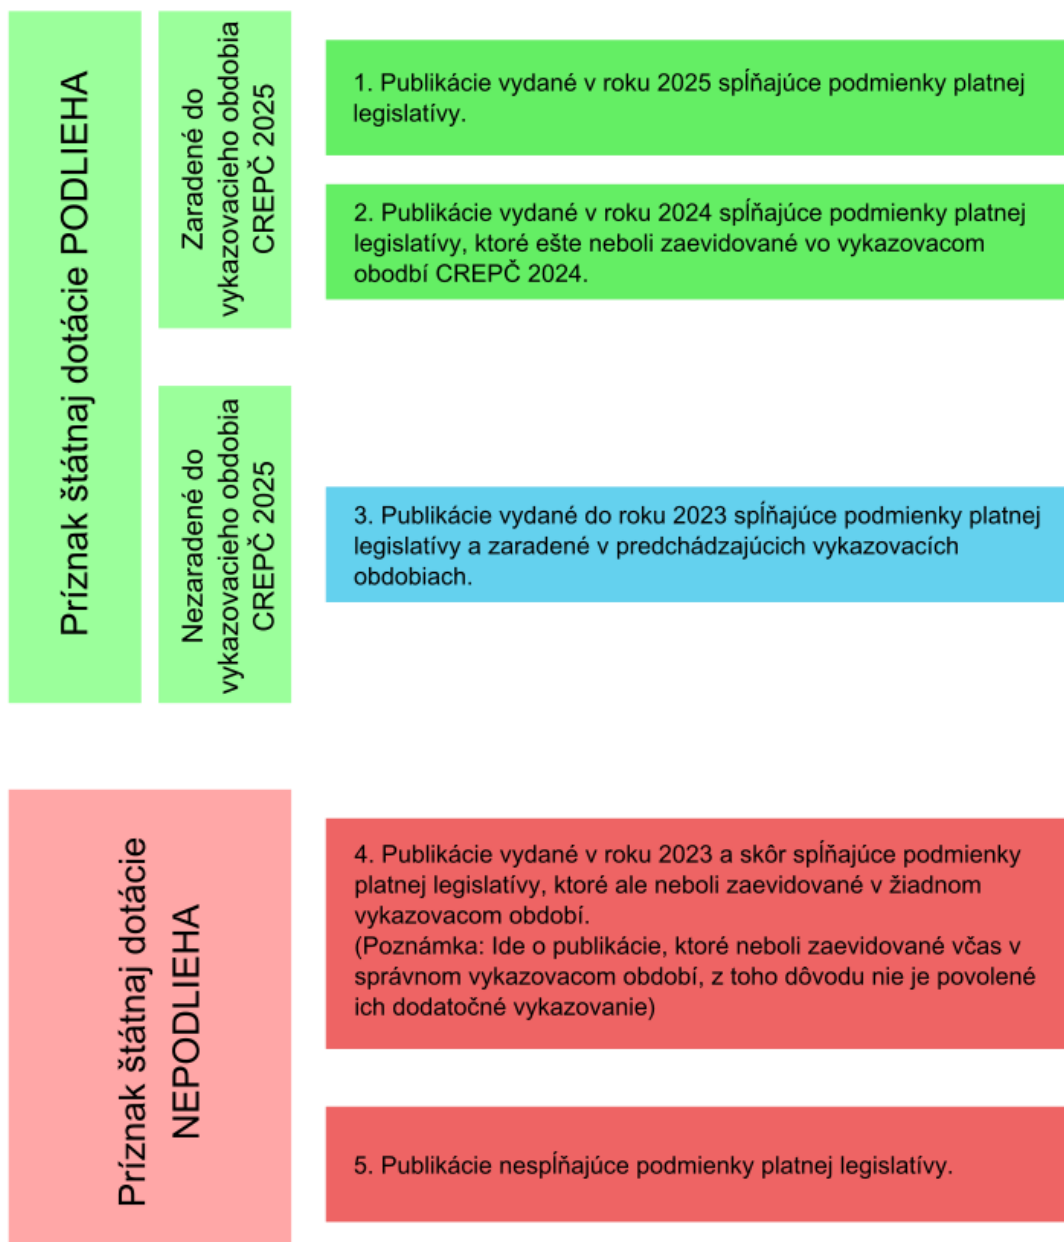 Príznak štátnaj dotácie PODLIEHA
Zaradené do
vykazovacieho obdobia
CREPČ 2025
1. Publikácie vydané v roku 2025 spĺňajúce podmienky platnej
legislatívy.
2. Publikácie vydané v roku 2024 spĺňajúce podmienky platnej
legislatívy, ktoré ešte neboli zaevidované vo vykazovacom
obodbí CREPČ 2024.
Nezaradené do
vykazovacieho obdobia
CREPČ 2025
3. Publikácie vydané do roku 2023 spĺňajúce podmienky platnej
legislatívy a zaradené v predchádzajúcich vykazovacích
obdobiach.
Príznak štátnaj dotácie
NEPODLIEHA
4. Publikácie vydané v roku 2023 a skôr spĺňajúce podmienky
platnej legislatívy, ktoré ale neboli zaevidované v žiadnom
vykazovacom období.
(Poznámka: Ide o publikácie, ktoré neboli zaevidované včas v
správnom vykazovacom období, z toho dôvodu nie je povolené
ich dodatočné vykazovanie)
5. Publikácie nespĺňajúce podmienky platnej legislatívy.